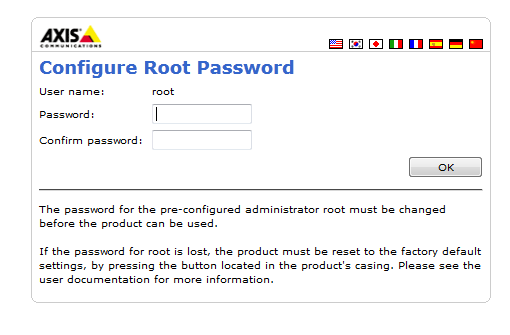 AXIS
COMMUNICATIONS
Configure Root Password
User name: root
Password:
Confirm password:
OK
The password for the pre-configured administrator root must be changed
before the product can be used.
If the password for root is lost, the product must be reset to the factory default
settings, by pressing the button located in the product's casing. Please see the
user documentation for more information.